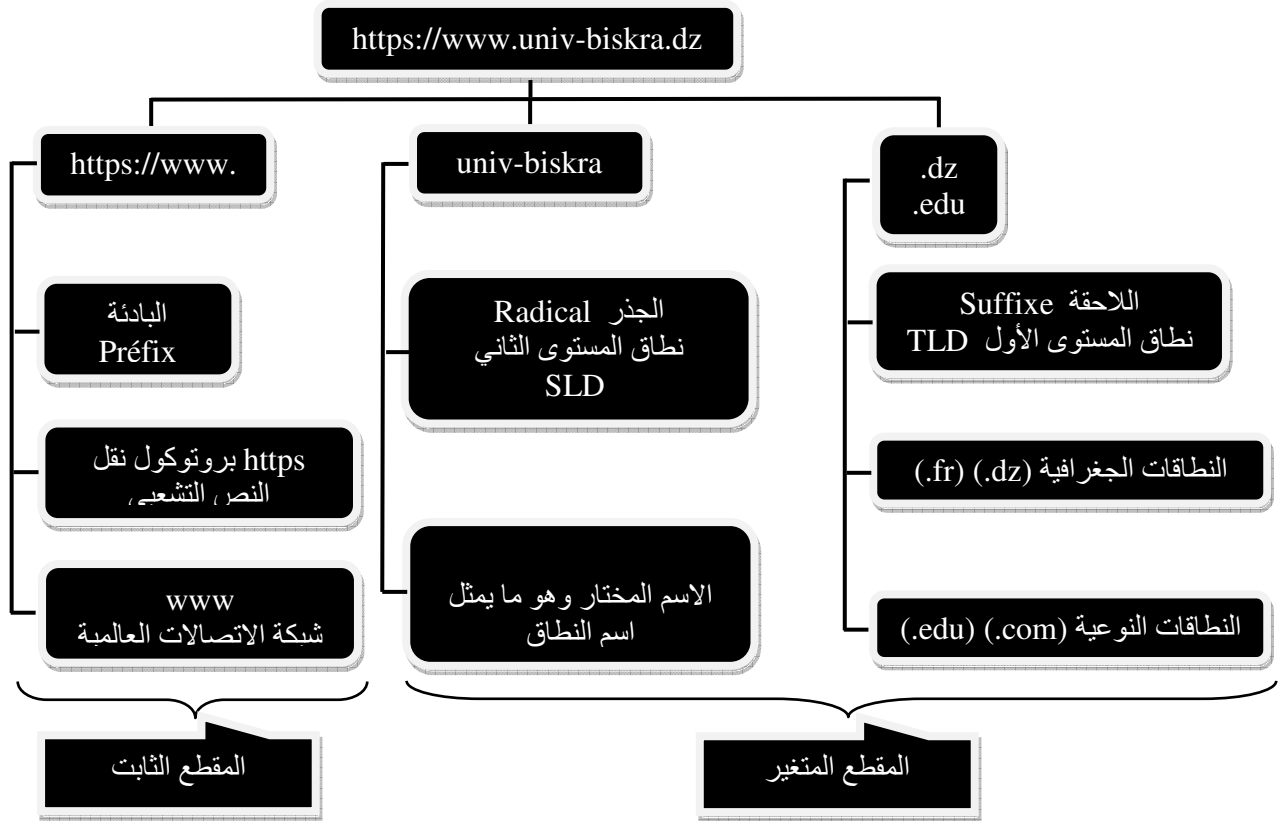 https://www.univ-biskra.dz
https://www.
univ-biskra
.dz
.edu
البادئة
Préfix
الجذر Radical
نطاق المستوى الثاني
SLD
اللاحقة Suffixe
نطاق المستوى الأول TLD
https بروتوكول نقل
النص التشعبي
النطاقات الجغرافية (.dz) (.fr)
www
شبكة الاتصالات العالمية
الاسم المختار وهو ما يمثل
اسم النطاق
النطاقات النوعية (.com) (.edu)
المقطع الثابت
المقطع المتغير